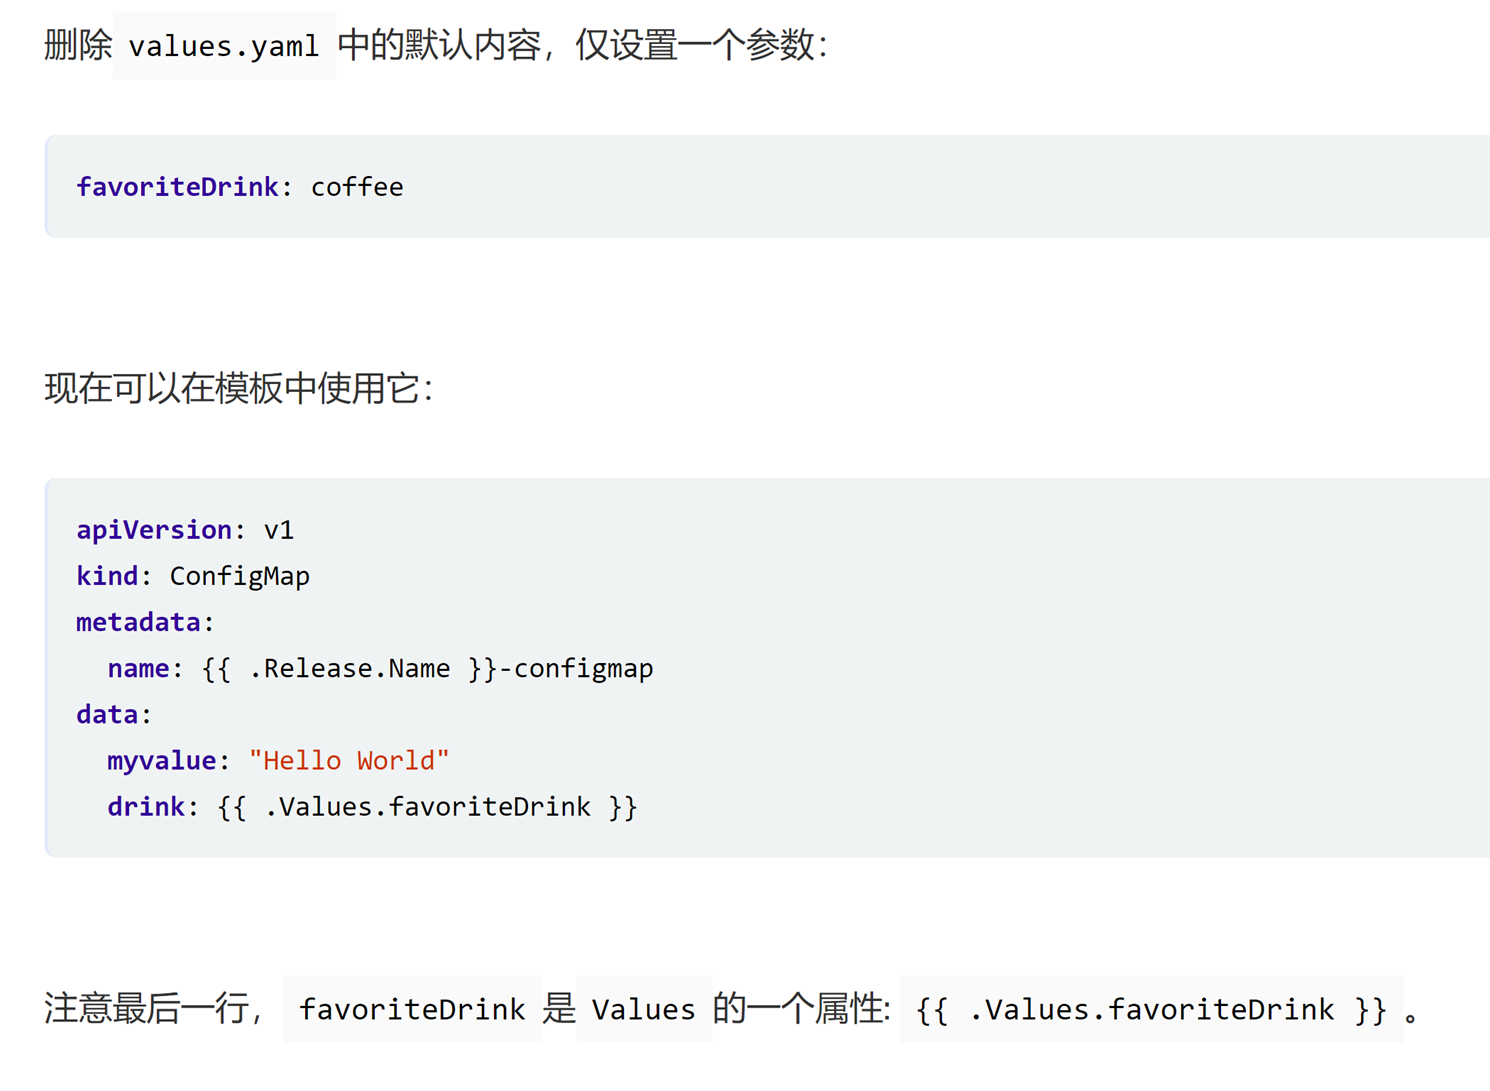 删除 values.yaml 中的默认内容，仅设置一个参数：
favoriteDrink: coffee
现在可以在模板中使用它：
apiVersion: v1
kind: ConfigMap
metadata:
  name: {{ .Release.Name }}-configmap
data:
  myvalue: "Hello World"
  drink: {{ .Values.favoriteDrink }}
注意最后一行， favoriteDrink 是 Values 的一个属性: {{ .Values.favoriteDrink }} 。